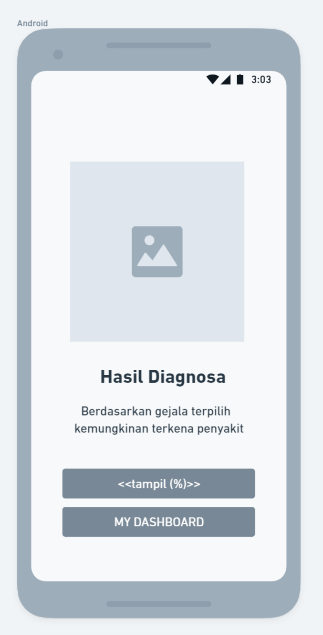 Android
3:03
Hasil Diagnosa
Berdasarkan gejala terpilih
kemungkinan terkena penyakit
<<tampil (%)>>
MY DASHBOARD